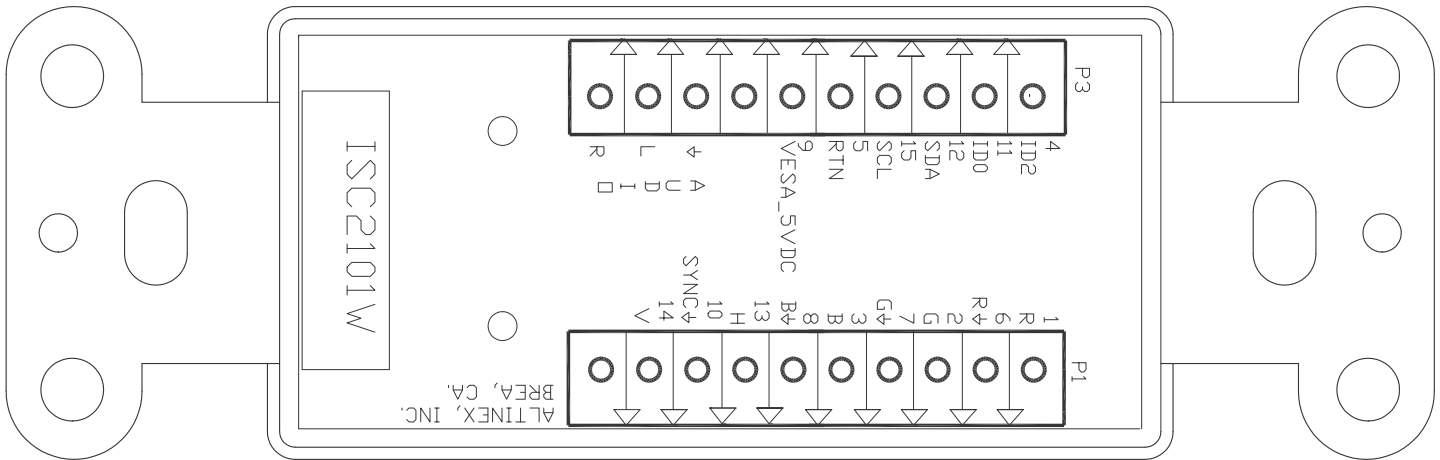 P3
4
ID2
11
ID0
12
SDA
15
SCL
5
RTN
9
VESA_5VDC
L
R
AUDIO
P1
1
R
6
R
2
G
7
G
3
B
8
B
13
H
10
SYNC
14
V
ALTINEX, INC.
BREA, CA.
ISC2101W